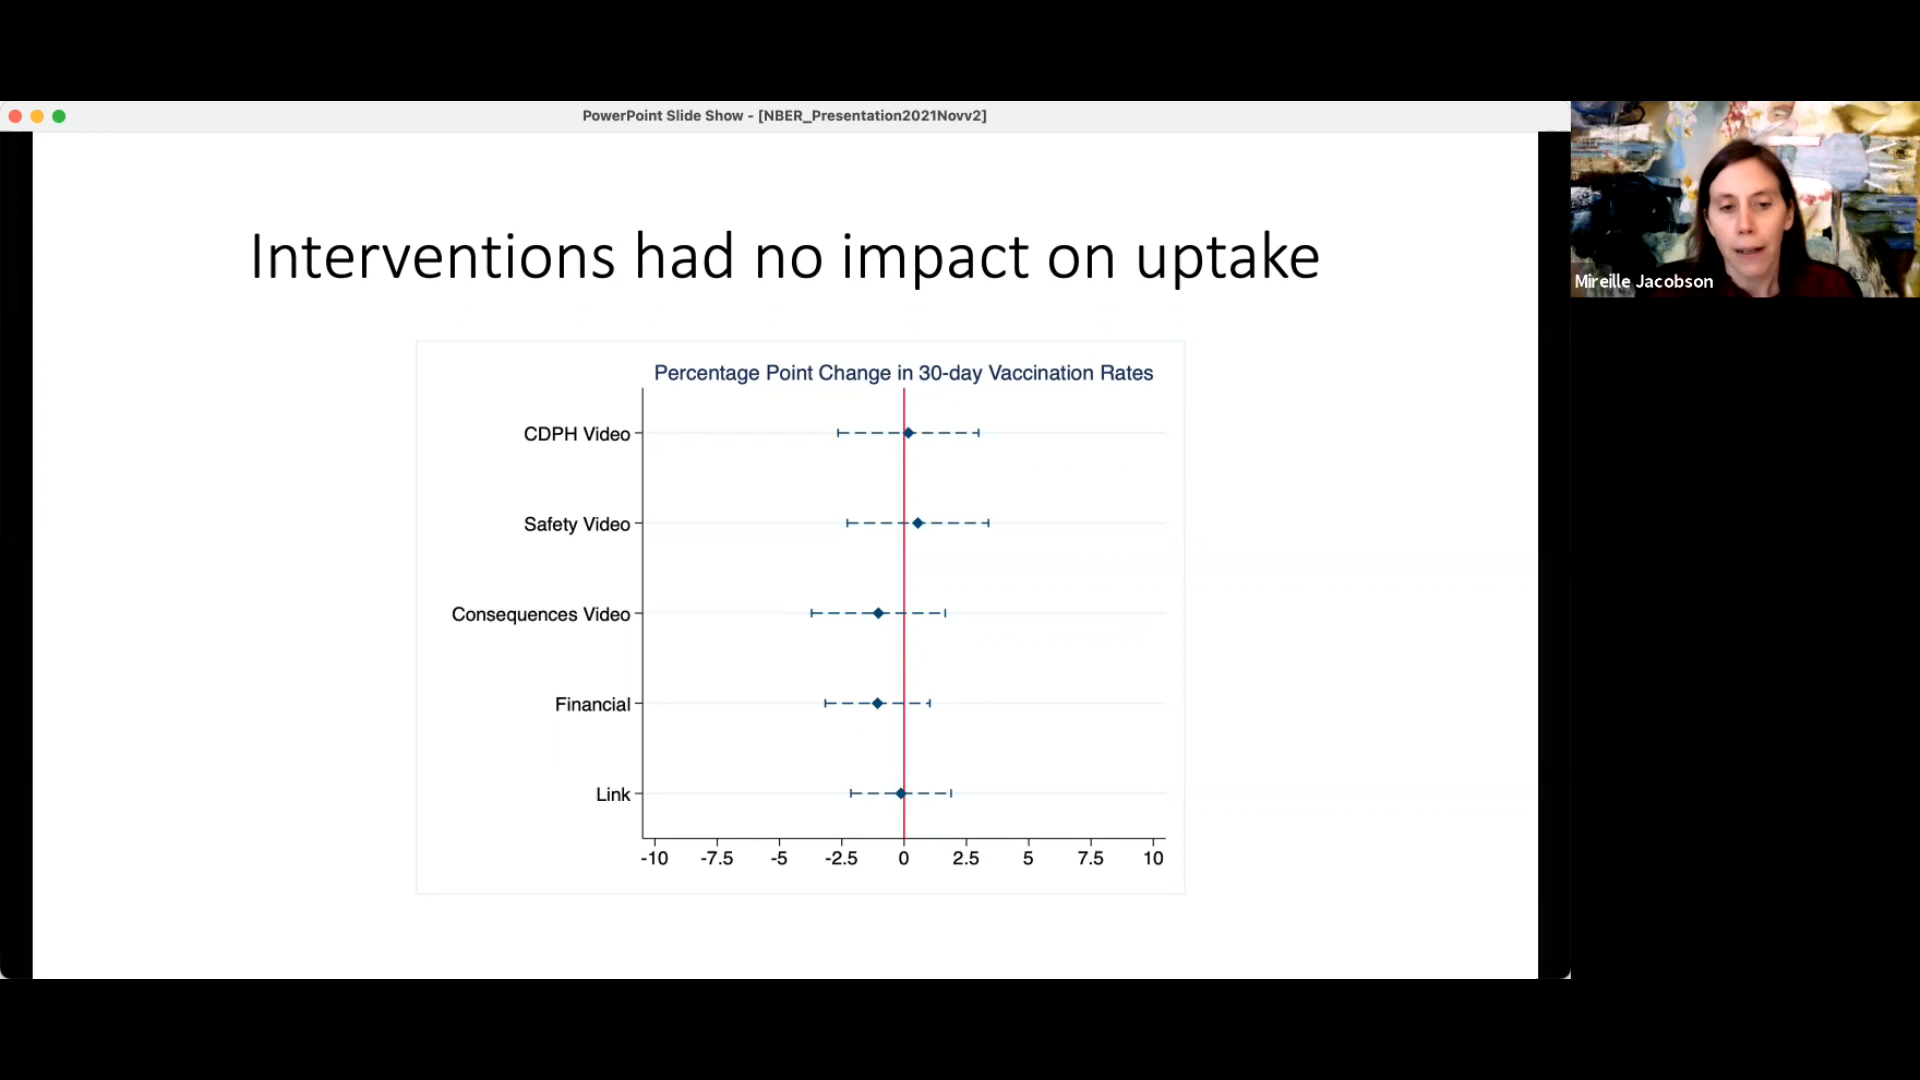 PowerPoint Slide Show - [NBER_Presentation2021Novv2]
Mireille Jacobson
Interventions had no impact on uptake
Percentage Point Change in 30-day Vaccination Rates
CDPH Video
Safety Video
Consequences Video
Financial
Link
-10 -7.5 -5 -2.5 0 2.5 5 7.5 10